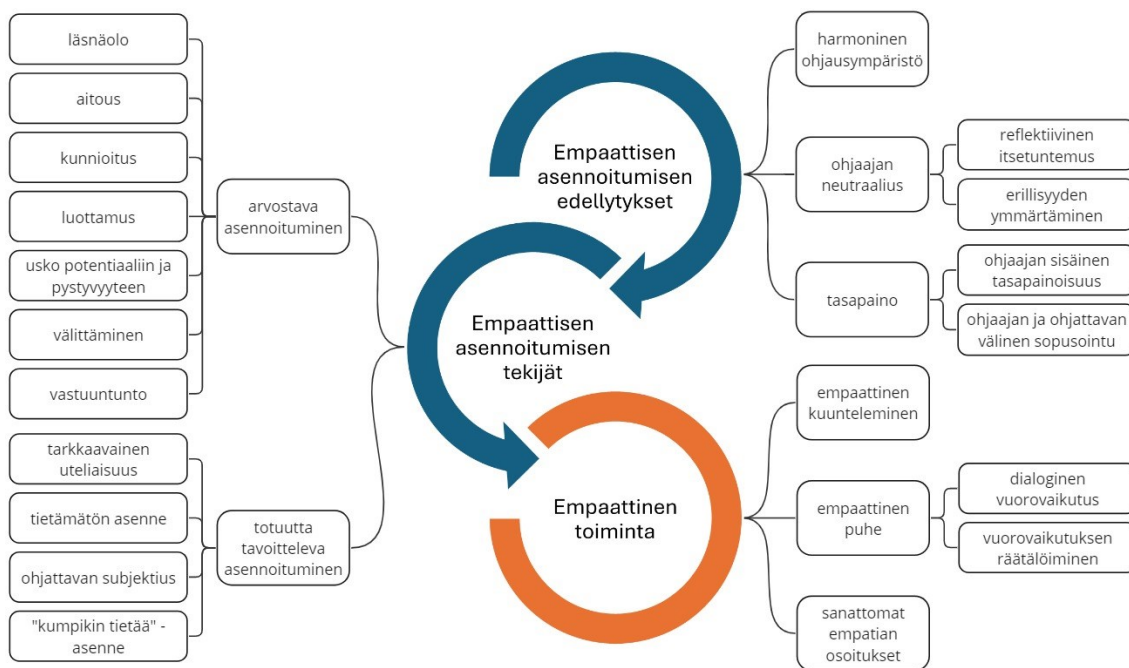 läsnäolo
aitous
kunnioitus
luottamus
usko potentiaaliin ja
pystyvyyteen
välittäminen
vastuuntunto
arvostava
asennoituminen
tarkkaavainen
uteliaisuus
tietämätön asenne
ohjattavan subjektius
"kumpikin tietää" -
asenne
totuutta
tavoitteleva
asennoituminen
Empaattisen
asennoitumisen
edellytykset
Empaattisen
asennoitumisen
tekijät
Empaattinen
toiminta
harmoninen
ohjausympäristö
ohjaajan
neutraalius
reflektiivinen
itsetuntemus
erillisyyden
ymmärtäminen
tasapaino
ohjaajan sisäinen
tasapainoisuus
ohjaajan ja ohjattavan
välinen sopusointu
empaattinen
kuunteleminen
empaattinen
puhe
dialoginen
vuorovaikutus
vuorovaikutuksen
räätälöiminen
sanattomat
empatian
osoitukset